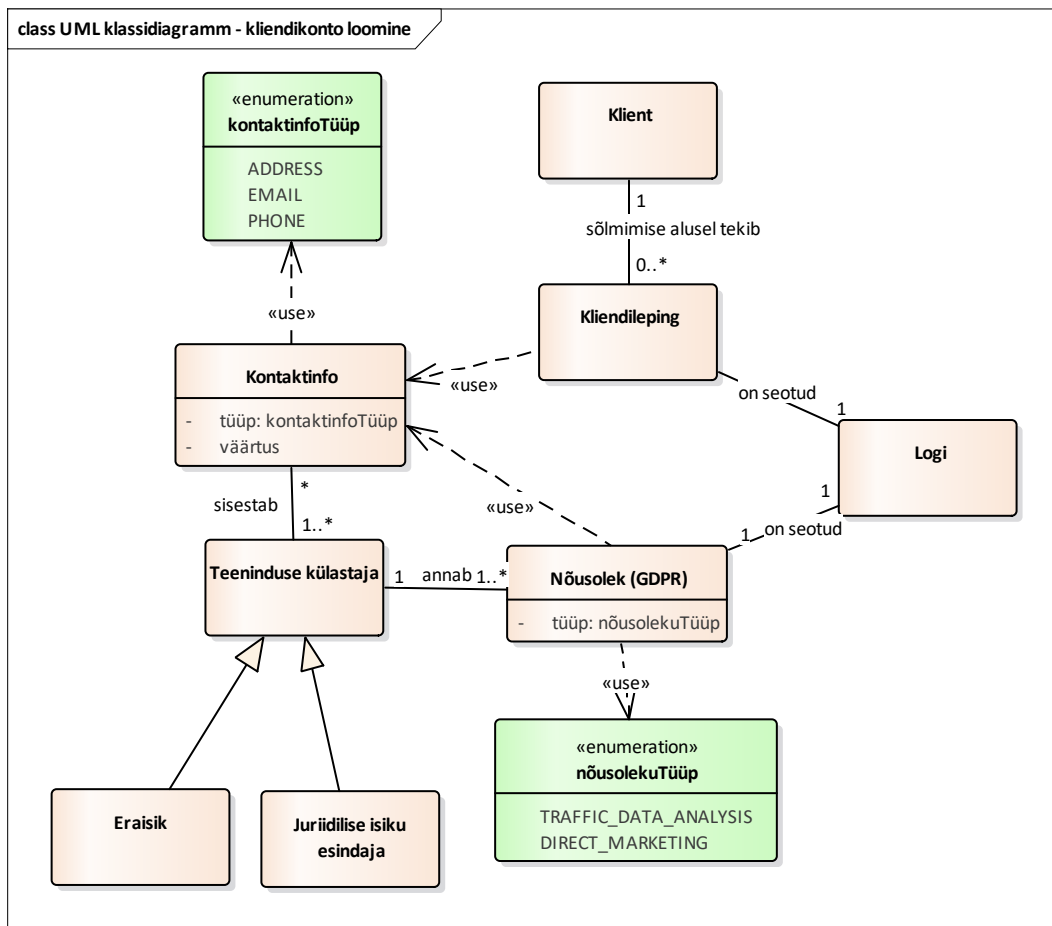 class UML klassidiagramm - kliendikonto loomine
«enumeration»
kontaktinfoTüüp
ADDRESS
EMAIL
PHONE
Klient
1
sõlmimise alusel tekib
0..*
«use»
Kliendileping
Kontaktinfo
- tüüp: kontaktinfoTüüp
- väärtus
«use»
on seotud
1
Logi
*
sisestab
1..*
«use»
1
on seotud
1
Teeninduse külastaja
1
annab
1..*
Nõusolek (GDPR)
- tüüp: nõusolekuTüüp
«use»
«enumeration»
nõusolekuTüüp
TRAFFIC_DATA_ANALYSIS
DIRECT_MARKETING
Eraisik
Juriidilise isiku
esindaja